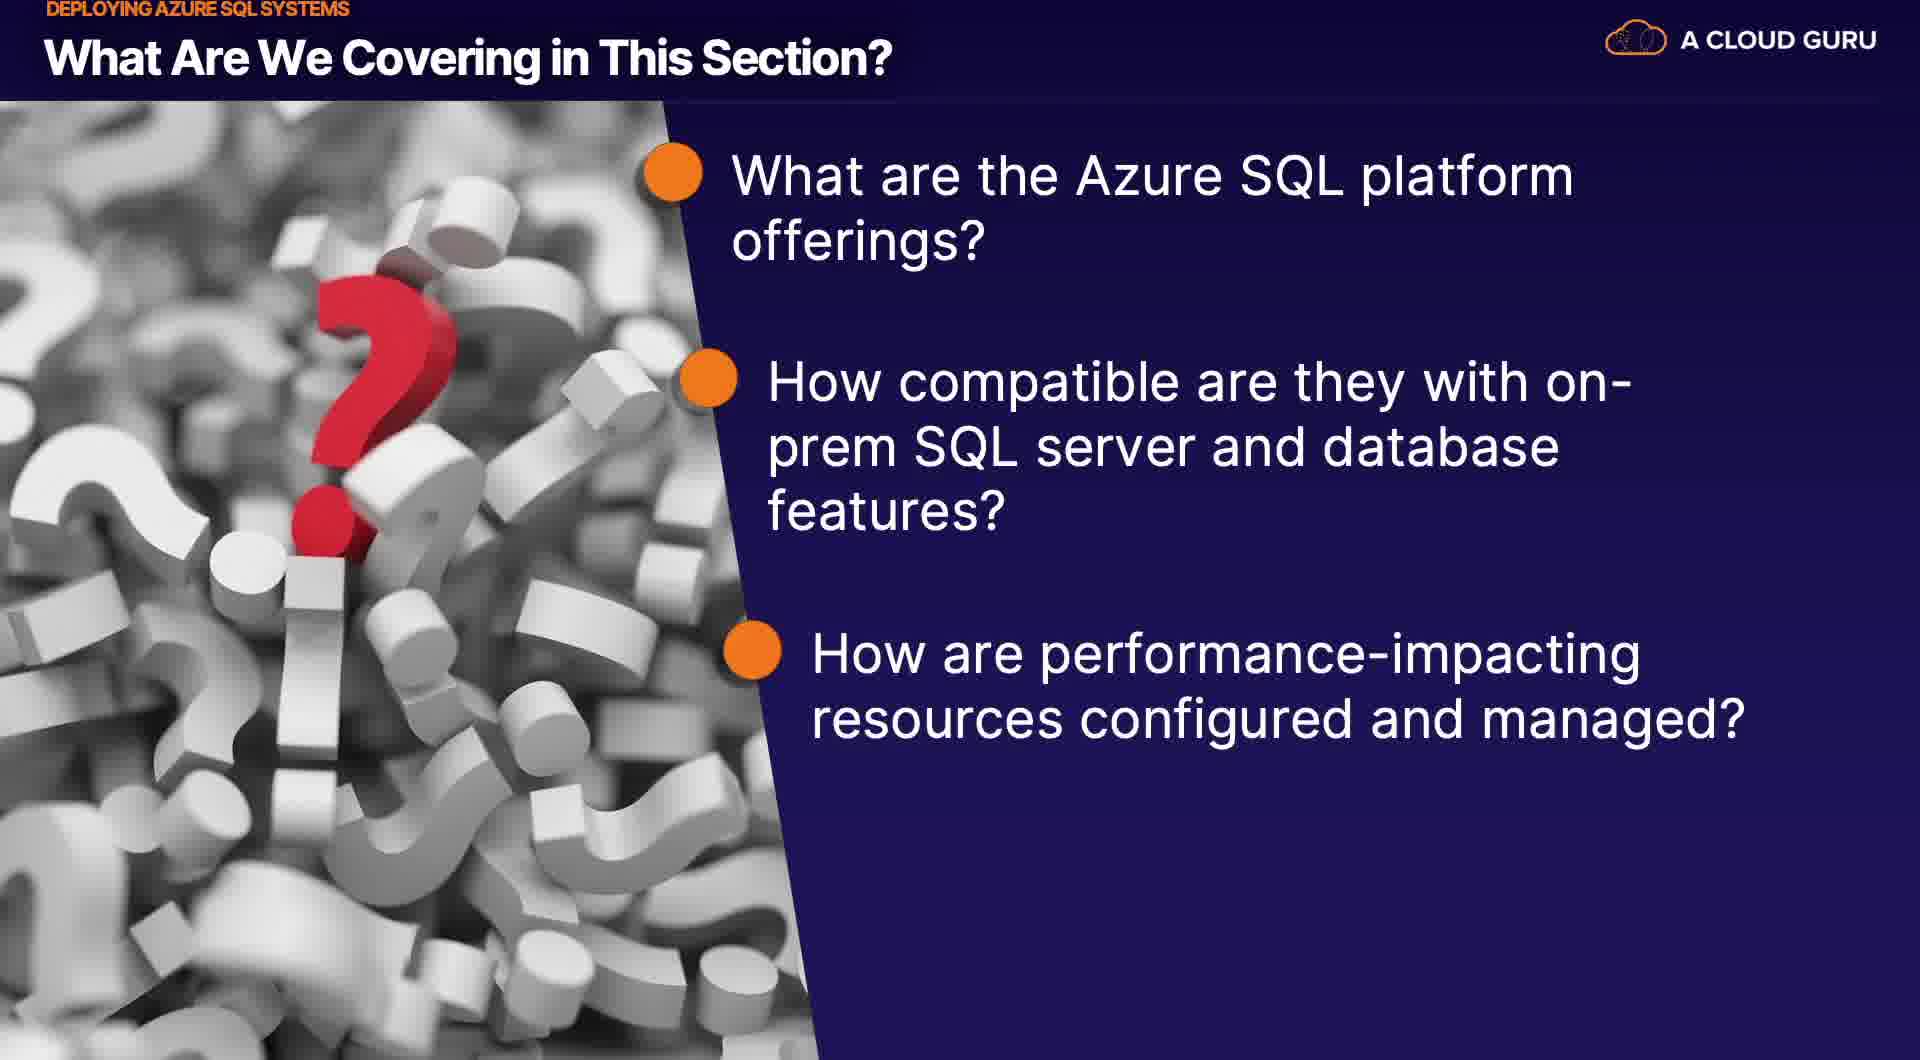 DEPLOYING AZURE SQL SYSTEMS
What Are We Covering in This Section?
A CLOUD GURU
What are the Azure SQL platform
offerings?
How compatible are they with on-
prem SQL server and database
features?
How are performance-impacting
resources configured and managed?